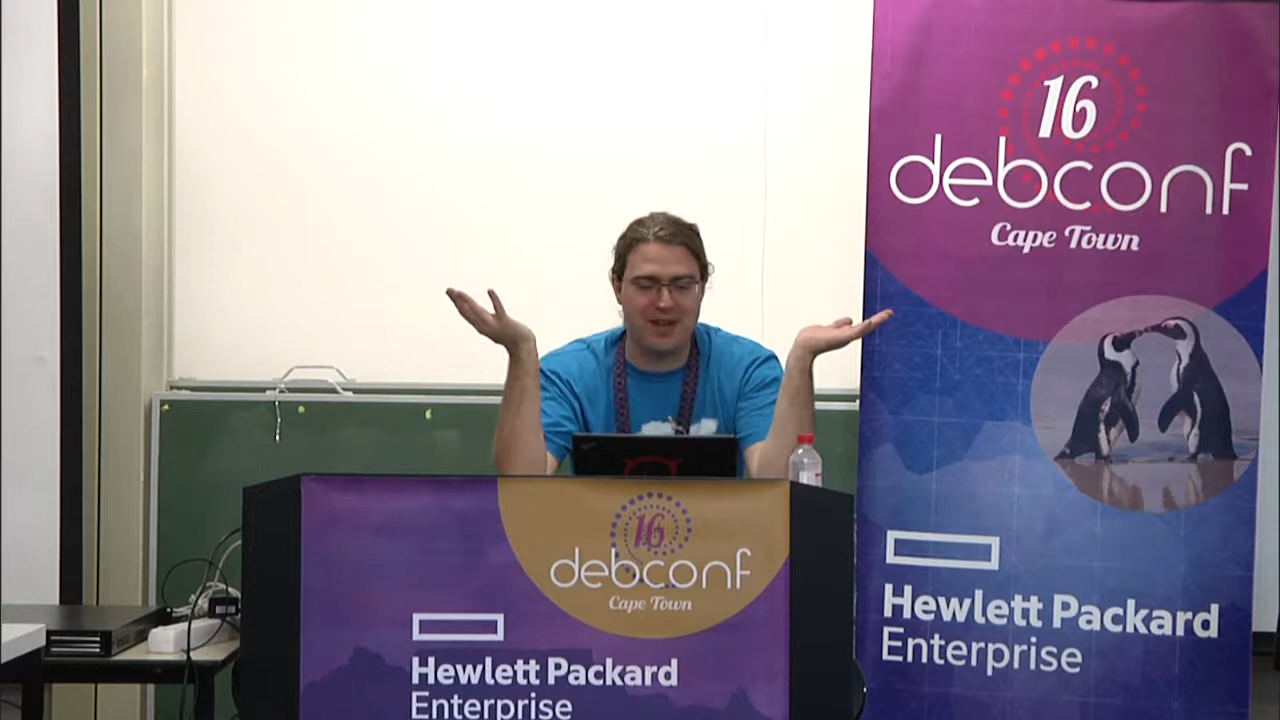 16
debconf
Cape Town
Hewlett Packard
Enterprise
16
debconf
Cape Town
Hewlett Packard
Enterprise